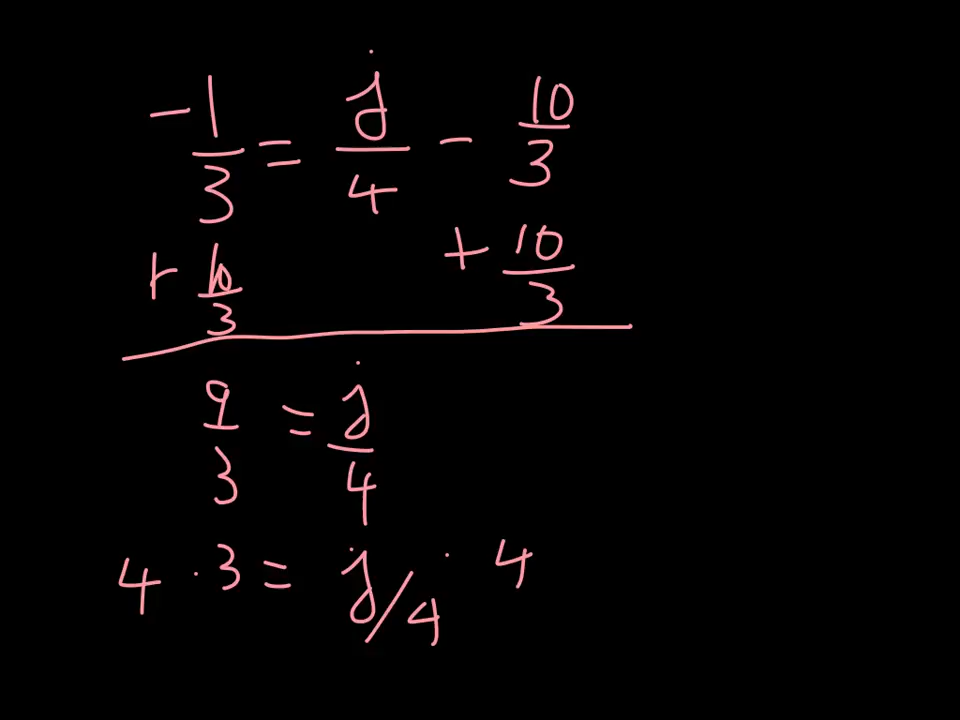 - 1/3 = j/4 - 10/3
+ 10/3 + 10/3
9/3 = j/4
4 · 3 = j/4 · 4